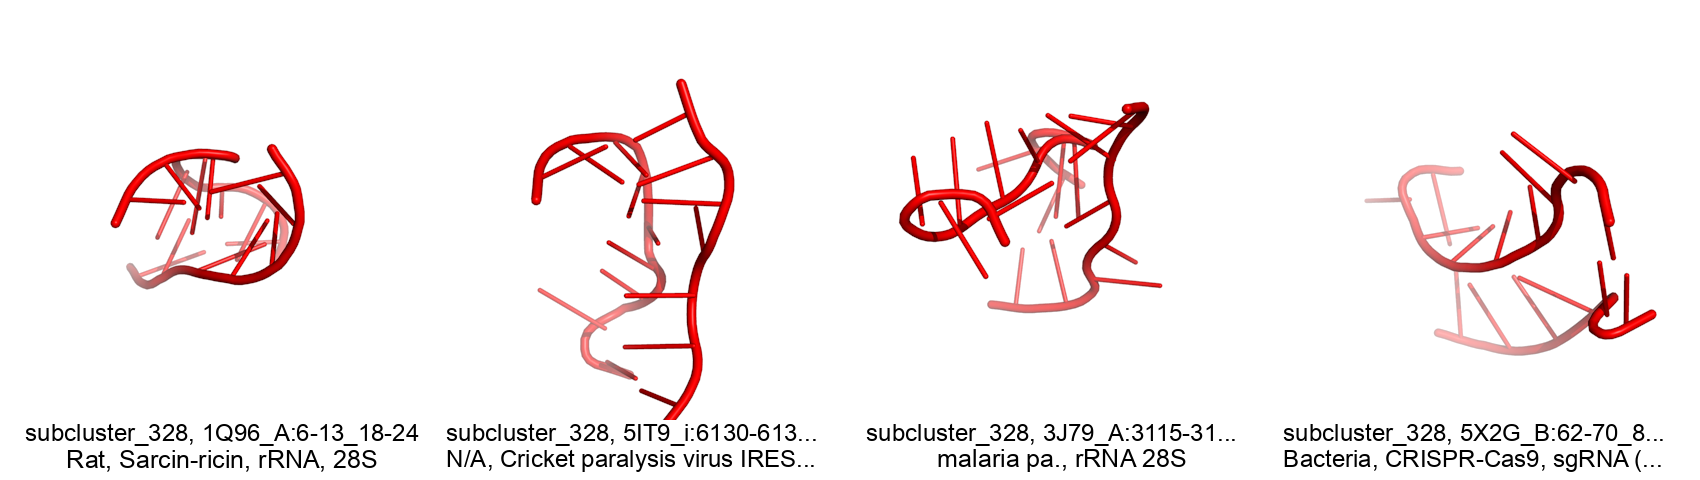 subcluster_328, 1Q96_A:6-13_18-24
Rat, Sarcin-ricin, rRNA, 28S
subcluster_328, 5IT9_i:6130-613...
N/A, Cricket paralysis virus IRES...
subcluster_328, 3J79_A:3115-31...
malaria pa., rRNA 28S
subcluster_328, 5X2G_B:62-70_8...
Bacteria, CRISPR-Cas9, sgRNA (...